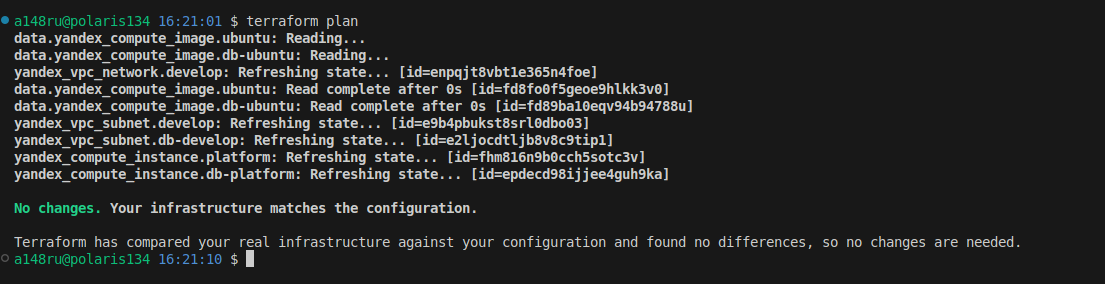 a148ru@polaris134 16:21:01 $ terraform plan
data.yandex_compute_image.ubuntu: Reading...
data.yandex_compute_image.db-ubuntu: Reading...
yandex_vpc_network.develop: Refreshing state... [id=enpqjt8vbt1e365n4foe]
data.yandex_compute_image.ubuntu: Read complete after 0s [id=fd8fo0f5geoe9hlkk3v0]
data.yandex_compute_image.db-ubuntu: Read complete after 0s [id=fd89ba10eqv94b94788u]
yandex_vpc_subnet.develop: Refreshing state... [id=e9b4pbukst8srl0dbo03]
yandex_vpc_subnet.db-develop: Refreshing state... [id=e2ljocdtljb8v8c9tip1]
yandex_compute_instance.platform: Refreshing state... [id=fhm816n9b0cch5sotc3v]
yandex_compute_instance.db-platform: Refreshing state... [id=epdecd98ijjee4guh9ka]
No changes. Your infrastructure matches the configuration.
Terraform has compared your real infrastructure against your configuration and found no differences, so no changes are needed.
a148ru@polaris134 16:21:10 $